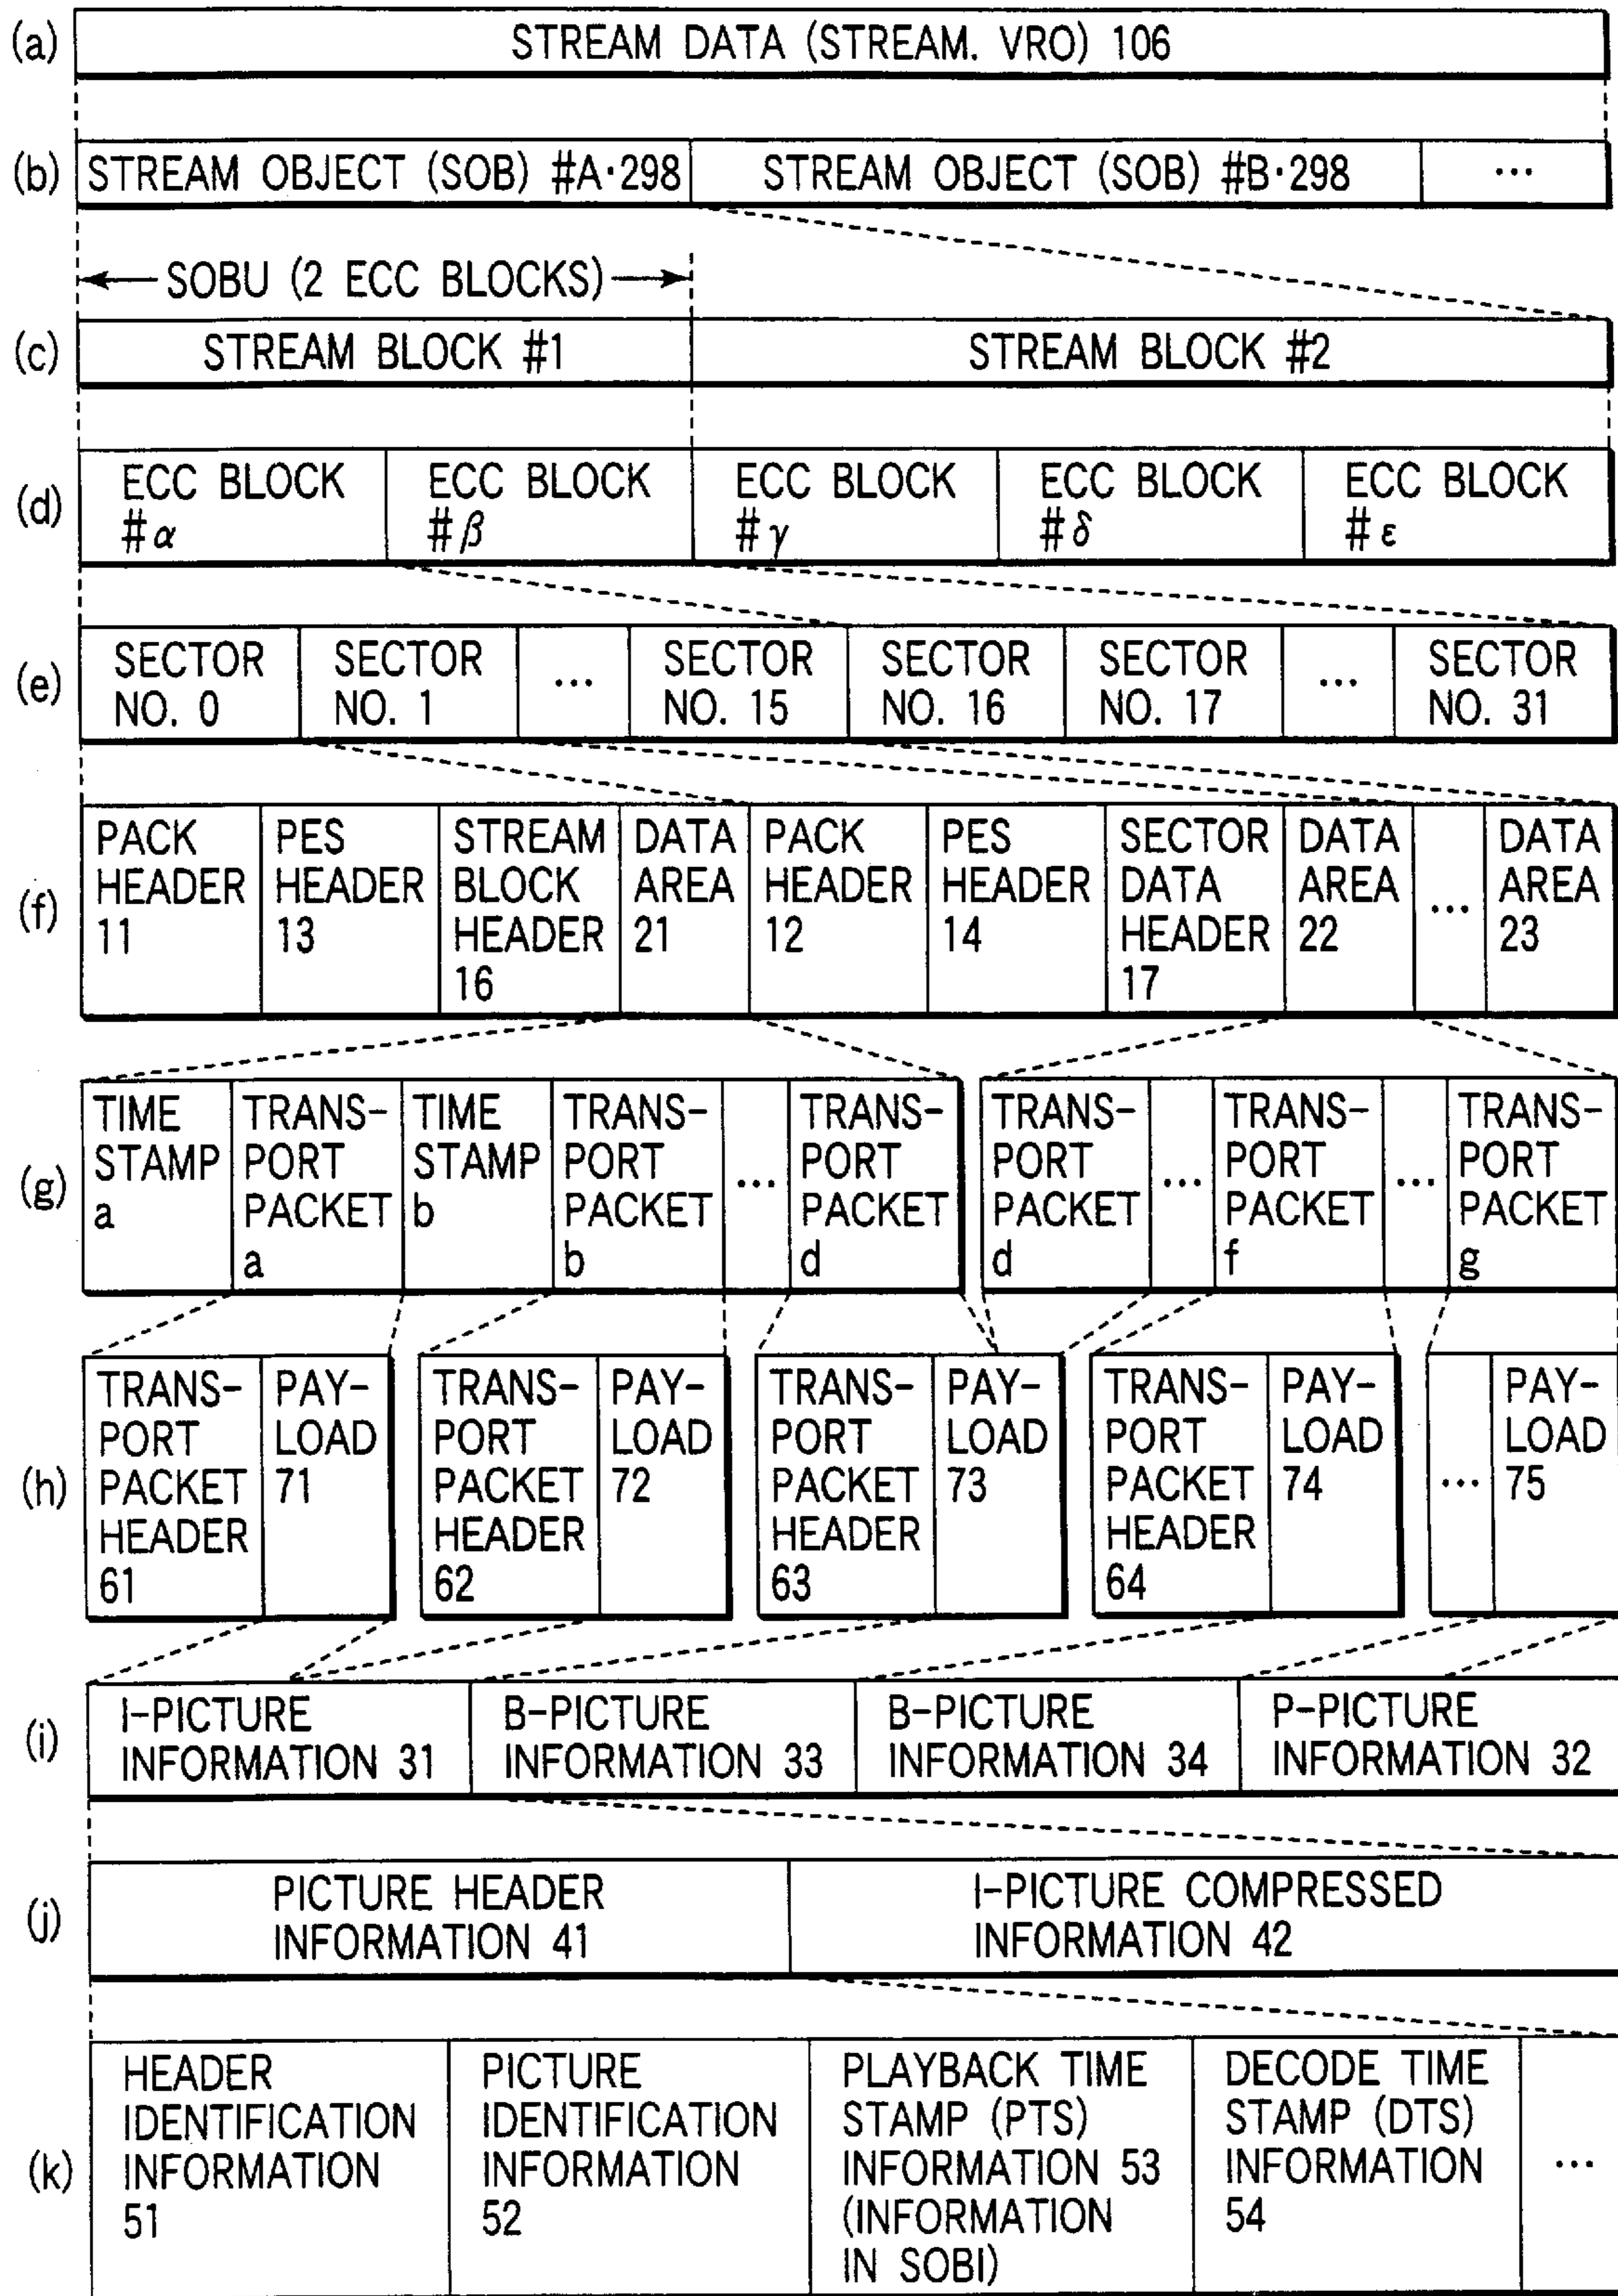 (a) STREAM DATA (STREAM. VRO) 106
(b) STREAM OBJECT (SOB) #A·298 STREAM OBJECT (SOB) #B·298 ...
SOBU (2 ECC BLOCKS)
(c) STREAM BLOCK #1 STREAM BLOCK #2
(d)
ECC BLOCK
#α
ECC BLOCK
#β
ECC BLOCK
#γ
ECC BLOCK
#δ
ECC BLOCK
#ε
(e)
SECTOR
NO. 0
SECTOR
NO. 1
...
SECTOR
NO. 15
SECTOR
NO. 16
SECTOR
NO. 17
...
SECTOR
NO. 31
(f)
PACK
HEADER
11
PES
HEADER
13
STREAM
BLOCK
HEADER
16
DATA
AREA
21
PACK
HEADER
12
PES
HEADER
14
SECTOR
DATA
HEADER
17
DATA
AREA
22
...
DATA
AREA
23
(g)
TIME
STAMP
a
TRANS-
PORT
PACKET
a
TIME
STAMP
b
TRANS-
PORT
PACKET
b
...
TRANS-
PORT
PACKET
d
TRANS-
PORT
PACKET
d
...
TRANS-
PORT
PACKET
f
...
TRANS-
PORT
PACKET
g
(h)
TRANS-
PORT
PACKET
HEADER
61
PAY-
LOAD
71
TRANS-
PORT
PACKET
HEADER
62
PAY-
LOAD
72
TRANS-
PORT
PACKET
HEADER
63
PAY-
LOAD
73
TRANS-
PORT
PACKET
HEADER
64
PAY-
LOAD
74
...
PAY-
LOAD
75
(i)
I-PICTURE
INFORMATION 31
B-PICTURE
INFORMATION 33
B-PICTURE
INFORMATION 34
P-PICTURE
INFORMATION 32
(j)
PICTURE HEADER
INFORMATION 41
I-PICTURE COMPRESSED
INFORMATION 42
(k)
HEADER
IDENTIFICATION
INFORMATION
51
PICTURE
IDENTIFICATION
INFORMATION
52
PLAYBACK TIME
STAMP (PTS)
INFORMATION 53
(INFORMATION
IN SOBI)
DECODE TIME
STAMP (DTS)
INFORMATION
54
...